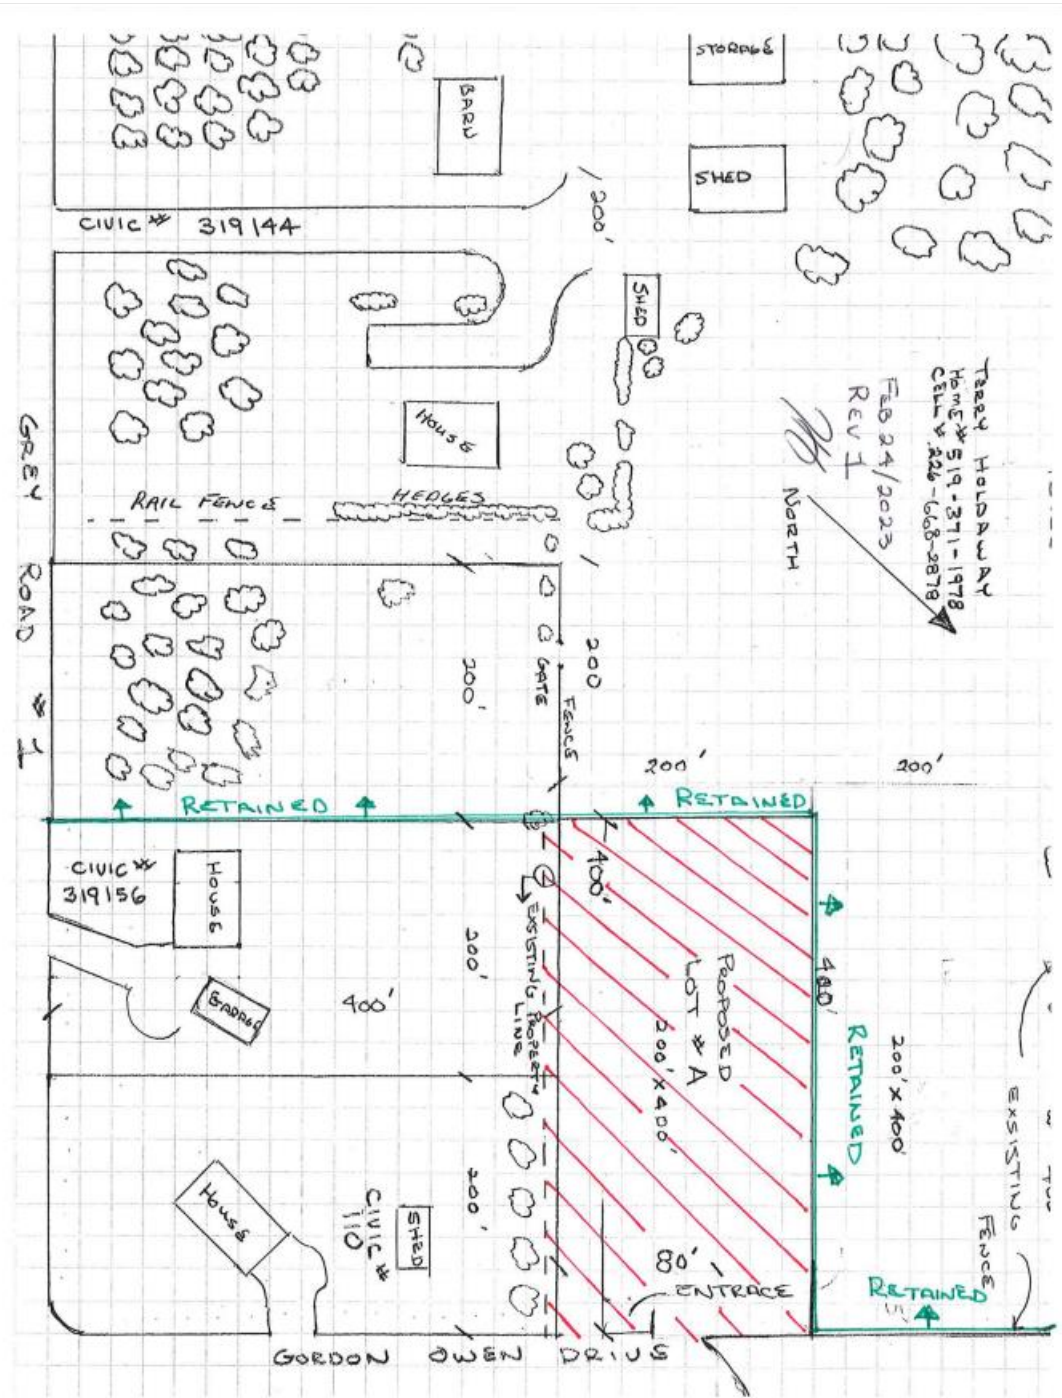 STORAGE
BARN
SHED
CIVIC # 319144
200'
SHED
TERRY HOLDAWAY
HOME # 519-371-1978
CELL # 226-668-2878
FEB 24/2023
REV 1
NORTH
HOUSE
RAIL FENCE
HEDGES
GREY ROAD # 1
200'
200
GATE
FENCE
200'
200'
RETAINED
RETAINED
CIVIC #
319156
HOUSE
400'
EXSISTING PROPERTY
LINE
200'
400'
GARAGE
PROPOSED
LOT # A
200' X 400'
400'
RETAINED
200' X 400'
EXSISTING
FENCE
HOUSE
CIVIC #
110
SHED
200'
80'
ENTRACE
RETAINED
GORDON OWEN DRIVE